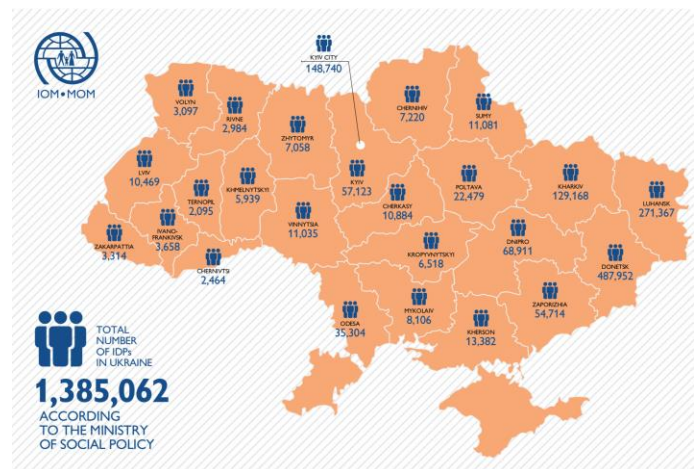 IOM•MOM
KYIV CITY
148,740
VOLYN
3,097
RIVNE
2,984
ZHYTOMYR
7,058
CHERNIHIV
7,220
SUMY
11,081
LVIV
10,469
TERNOPIL
2,095
KHMELNYTSKYI
5,939
KYIV
57,123
CHERKASY
10,884
POLTAVA
22,479
KHARKIV
129,168
LUHANSK
271,367
ZAKARPATTIA
3,314
IVANO-
FRANKIVSK
3,658
CHERNIVTSI
2,464
VINNYTSIA
11,035
KROPYVNYTSKYI
6,518
DNIPRO
68,911
DONETSK
487,952
ODESA
35,304
MYKOLAIV
8,106
KHERSON
13,382
ZAPORIZHIA
54,714
TOTAL
NUMBER
OF IDPs
IN UKRAINE
1,385,062
ACCORDING
TO THE MINISTRY
OF SOCIAL POLICY